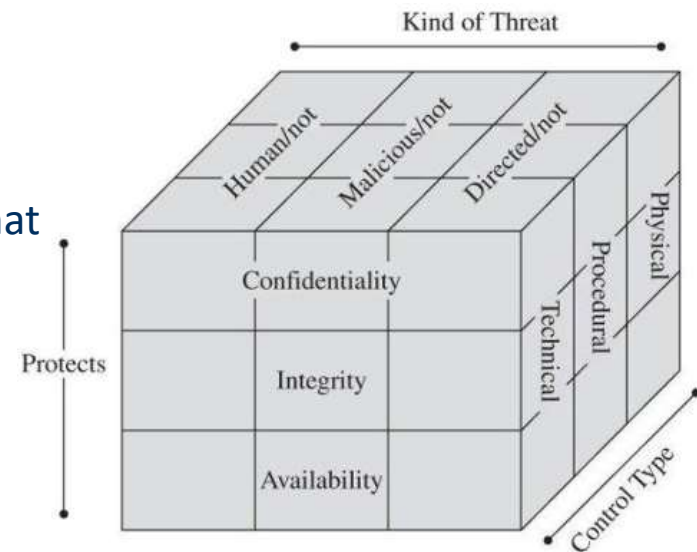 Kind of Threat
Human/not
Malicious/not
Directed/not
Protects
Confidentiality
Integrity
Availability
Technical
Procedural
Physical
Control Type